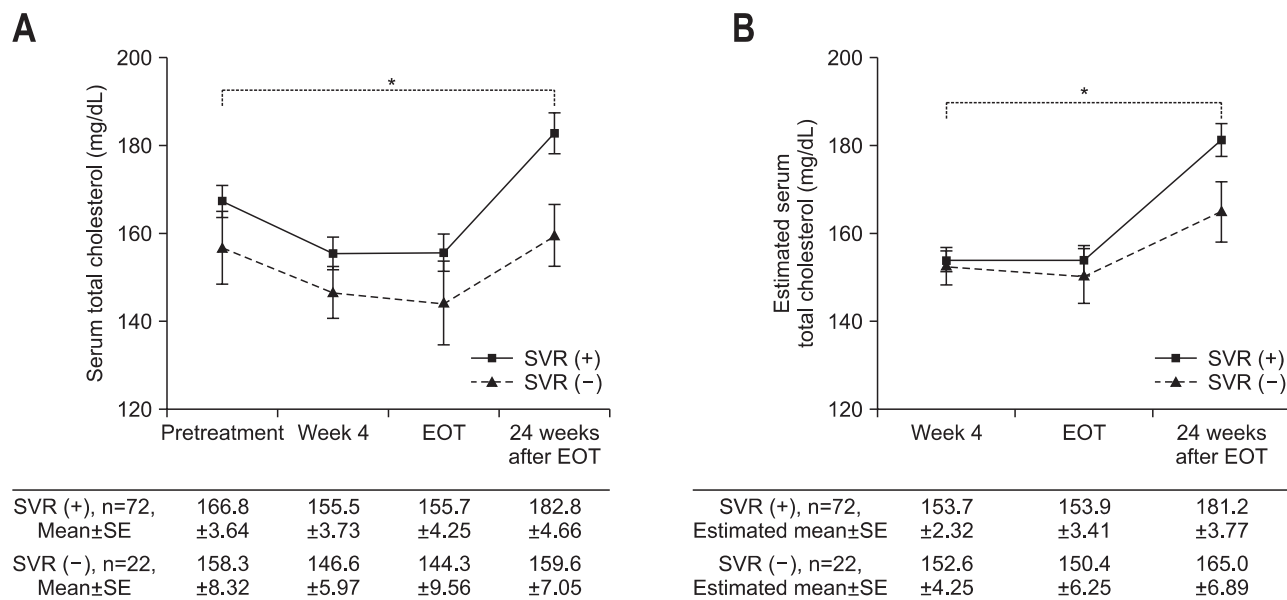 A
Serum total cholesterol (mg/dL)
200
180
160
140
120
*
SVR (+)
SVR (−)
Pretreatment Week 4 EOT 24 weeks
after EOT
SVR (+), n=72, 166.8 155.5 155.7 182.8
Mean±SE ±3.64 ±3.73 ±4.25 ±4.66
SVR (−), n=22, 158.3 146.6 144.3 159.6
Mean±SE ±8.32 ±5.97 ±9.56 ±7.05
B
Estimated serum
total cholesterol (mg/dL)
200
180
160
140
120
*
SVR (+)
SVR (−)
Week 4 EOT 24 weeks
after EOT
SVR (+), n=72, 153.7 153.9 181.2
Estimated mean±SE ±2.32 ±3.41 ±3.77
SVR (−), n=22, 152.6 150.4 165.0
Estimated mean±SE ±4.25 ±6.25 ±6.89